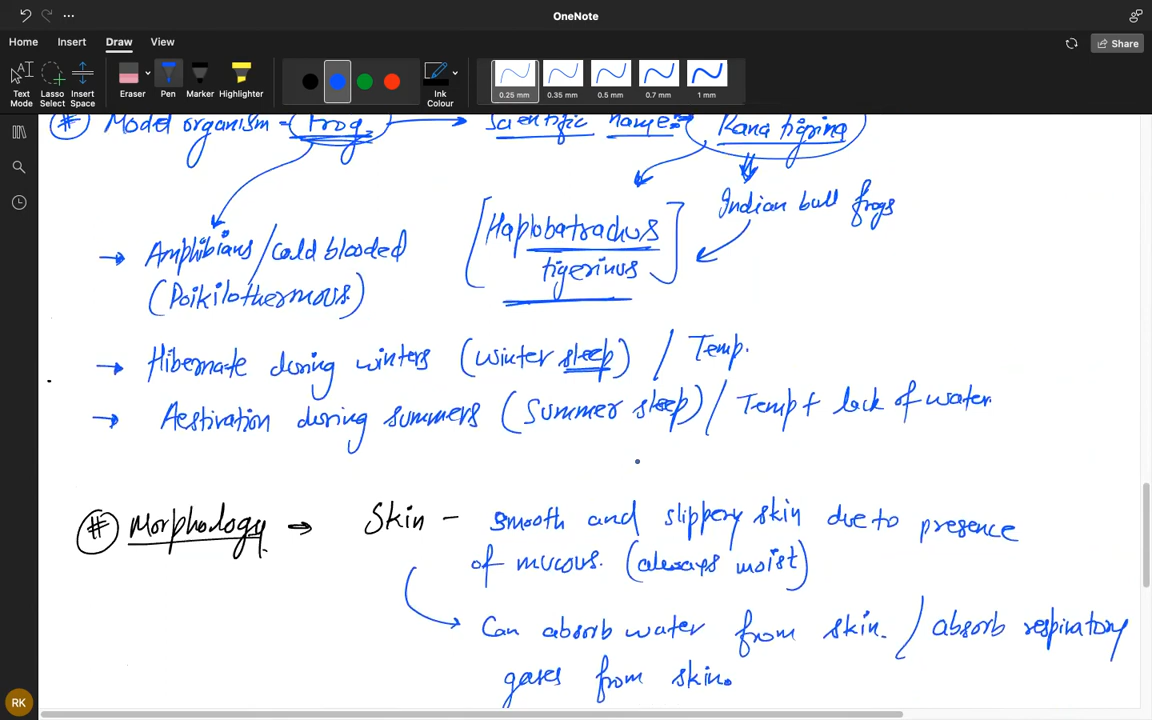 OneNote
Home Insert Draw View
Share
Text Mode Lasso Select Insert Space Eraser Pen Marker Highlighter Ink Colour 0.25 mm 0.35 mm 0.5 mm 0.7 mm 1 mm
# Model organism - Frog → Scientific name:- Rana tigrina
Indian bull frogs
[Haplobatrachus
tigerinus]
→ Amphibians / Cold blooded
(Poikilothermous)
→ Hibernate during winters (winter sleep) / Temp.
→ Aestivation during summers (Summer sleep) / Temp + lack of water
# Morphology → Skin - Smooth and slippery skin due to presence
of mucous. (always moist)
Can absorb water from skin. / absorb respiratory
gases from skin.
RK